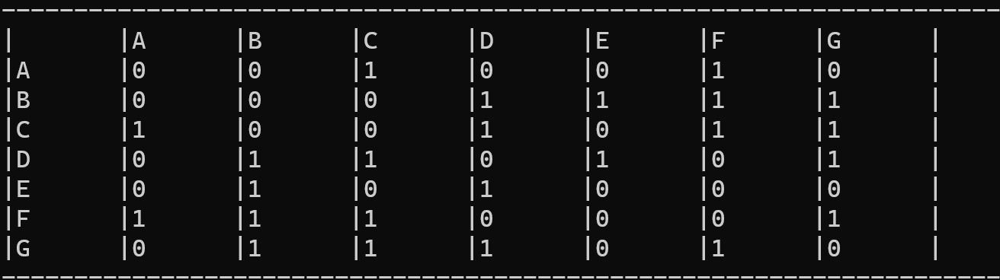 --------------------------------------------------------------------
|       |A      |B      |C      |D      |E      |F      |G      |
|A      |0      |0      |1      |0      |0      |1      |0      |
|B      |0      |0      |0      |1      |1      |1      |1      |
|C      |1      |0      |0      |1      |0      |1      |1      |
|D      |0      |1      |1      |0      |1      |0      |1      |
|E      |0      |1      |0      |1      |0      |0      |0      |
|F      |1      |1      |1      |0      |0      |0      |1      |
|G      |0      |1      |1      |1      |0      |1      |0      |
--------------------------------------------------------------------